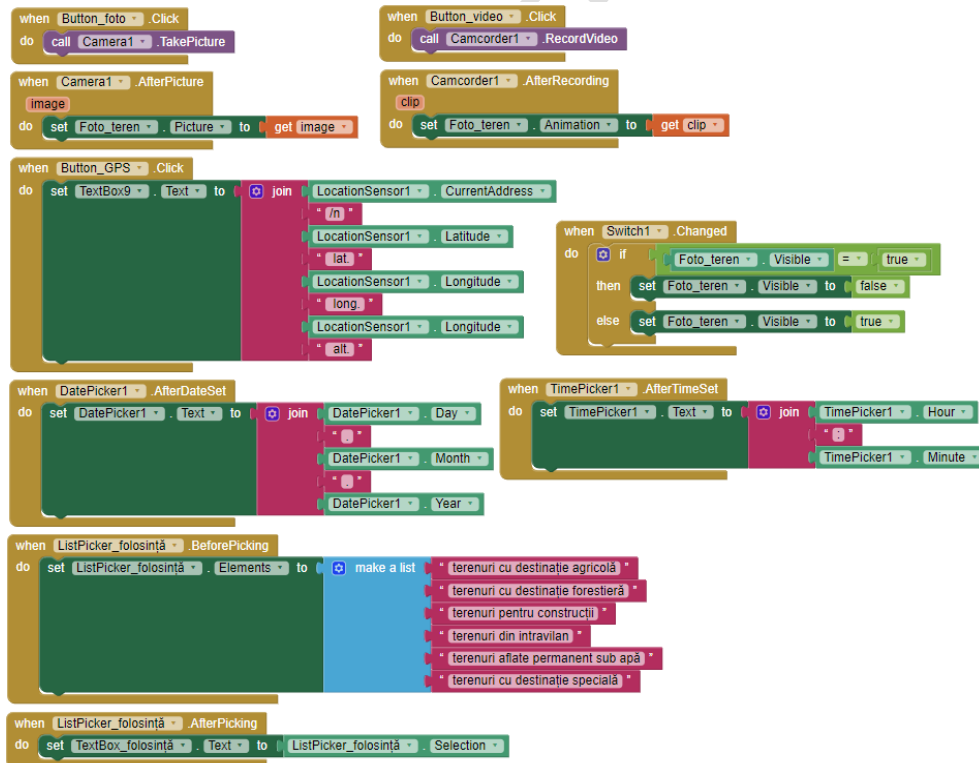 when Button_foto .Click
do call Camera1 .TakePicture
when Button_video .Click
do call Camcorder1 .RecordVideo
when Camera1 .AfterPicture
image
do set Foto_teren . Picture to get image
when Camcorder1 .AfterRecording
clip
do set Foto_teren . Animation to get clip
when Button_GPS .Click
do set TextBox9 . Text to join LocationSensor1 . CurrentAddress
" /n "
LocationSensor1 . Latitude
" lat. "
LocationSensor1 . Longitude
" long. "
LocationSensor1 . Longitude
" alt. "
when Switch1 .Changed
do if Foto_teren . Visible = true
then set Foto_teren . Visible to false
else set Foto_teren . Visible to true
when DatePicker1 .AfterDateSet
do set DatePicker1 . Text to join DatePicker1 . Day
" . "
DatePicker1 . Month
" . "
DatePicker1 . Year
when TimePicker1 .AfterTimeSet
do set TimePicker1 . Text to join TimePicker1 . Hour
" : "
TimePicker1 . Minute
when ListPicker_folosință .BeforePicking
do set ListPicker_folosință . Elements to make a list " terenuri cu destinație agricolă "
" terenuri cu destinație forestieră "
" terenuri pentru construcții "
" terenuri din intravilan "
" terenuri aflate permanent sub apă "
" terenuri cu destinație specială "
when ListPicker_folosință .AfterPicking
do set TextBox_folosință . Text to ListPicker_folosință . Selection